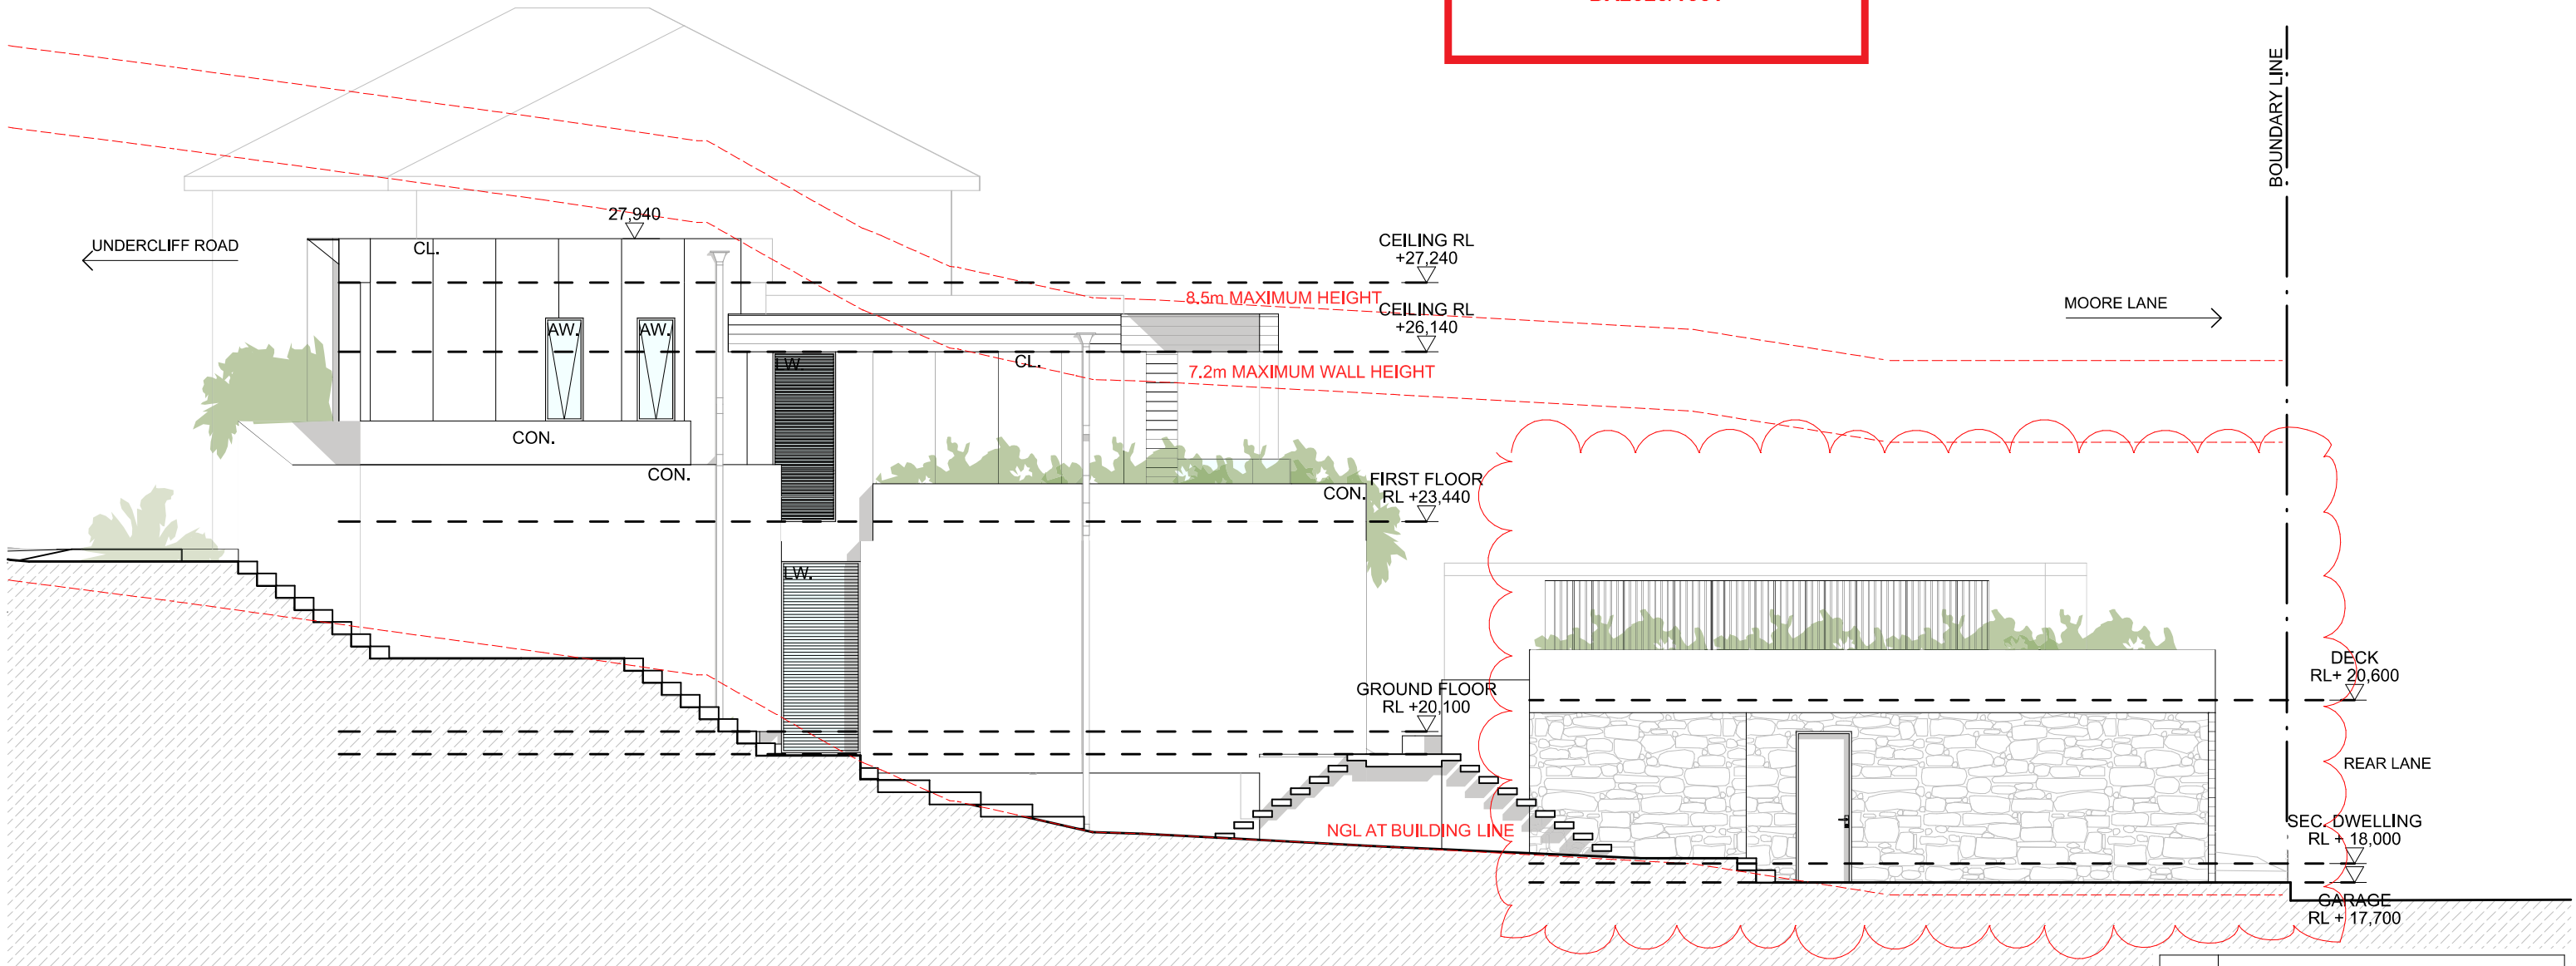 BOUNDARY LINE
27,940
UNDERCLIFF ROAD
CL.
CEILING RL
+27,240
8.5m MAXIMUM HEIGHT
MOORE LANE
CEILING RL
+26,140
AW.
AW.
LW.
CL.
7.2m MAXIMUM WALL HEIGHT
CON.
CON.
FIRST FLOOR
CON.
RL +23,440
LW.
DECK
RL+ 20,600
GROUND FLOOR
RL +20,100
REAR LANE
NGL AT BUILDING LINE
SEC. DWELLING
RL + 18,000
GARAGE
RL + 17,700